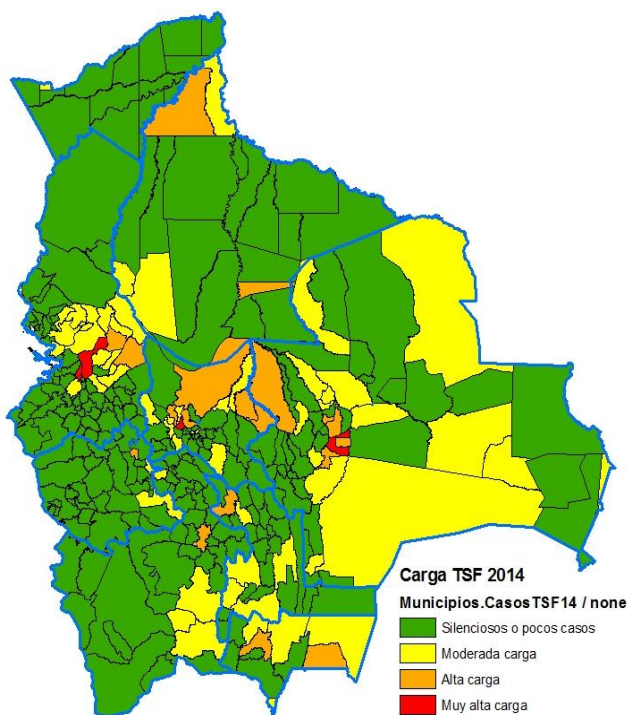 Carga TSF 2014
Municipios.CasosTSF14 / none
Silenciosos o pocos casos
Moderada carga
Alta carga
Muy alta carga